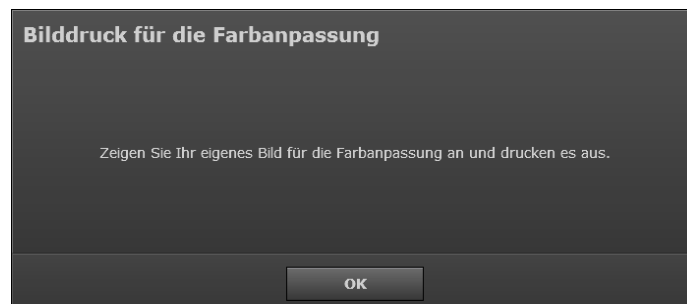 Bilddruck für die Farbanpassung
Zeigen Sie Ihr eigenes Bild für die Farbanpassung an und drucken es aus.
OK